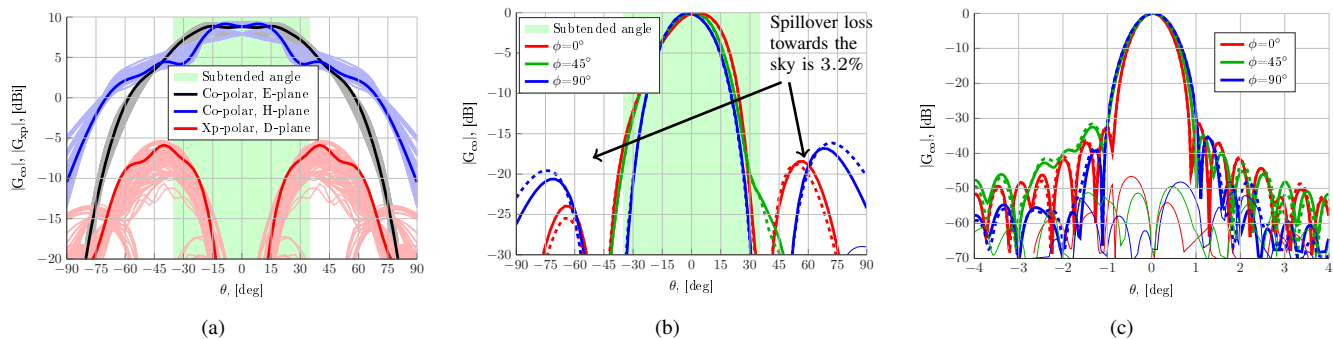 10
5
0
−5
−10
−15
−20
|G_co|, |G_xp|, [dBi]
Subtended angle
Co-polar, E-plane
Co-polar, H-plane
Xp-polar, D-plane
−90 −75 −60 −45 −30 −15 0 15 30 45 60 75 90
θ, [deg]
(a)
0
−5
−10
−15
−20
−25
−30
|G_co|, [dB]
Subtended angle
ϕ=0°
ϕ=45°
ϕ=90°
Spillover loss
towards the
sky is 3.2%
−90 −75 −60 −45 −30 −15 0 15 30 45 60 75 90
θ, [deg]
(b)
0
−10
−20
−30
−40
−50
−60
−70
|G_co|, [dB]
ϕ=0°
ϕ=45°
ϕ=90°
−4 −3 −2 −1 0 1 2 3 4
θ, [deg]
(c)